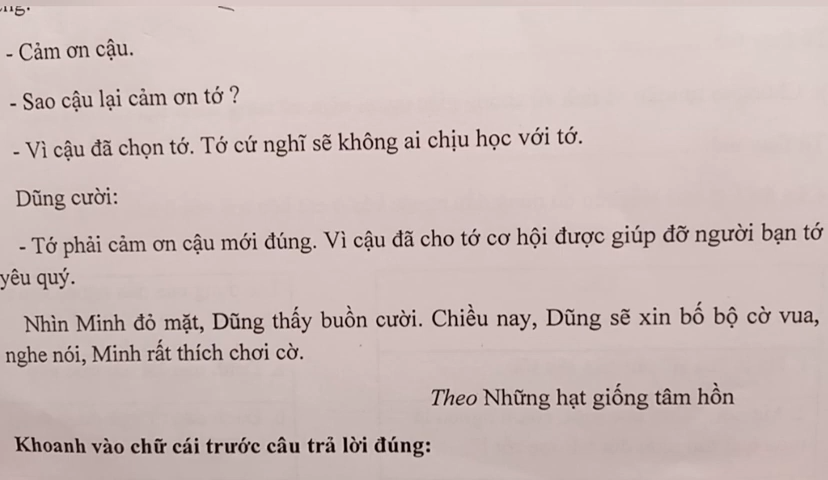 - Cảm ơn cậu.
- Sao cậu lại cảm ơn tớ ?
- Vì cậu đã chọn tớ. Tớ cứ nghĩ sẽ không ai chịu học với tớ.
Dũng cười:
- Tớ phải cảm ơn cậu mới đúng. Vì cậu đã cho tớ cơ hội được giúp đỡ người bạn tớ
yêu quý.
Nhìn Minh đỏ mặt, Dũng thấy buồn cười. Chiều nay, Dũng sẽ xin bố bộ cờ vua,
nghe nói, Minh rất thích chơi cờ.
Theo Những hạt giống tâm hồn
Khoanh vào chữ cái trước câu trả lời đúng: